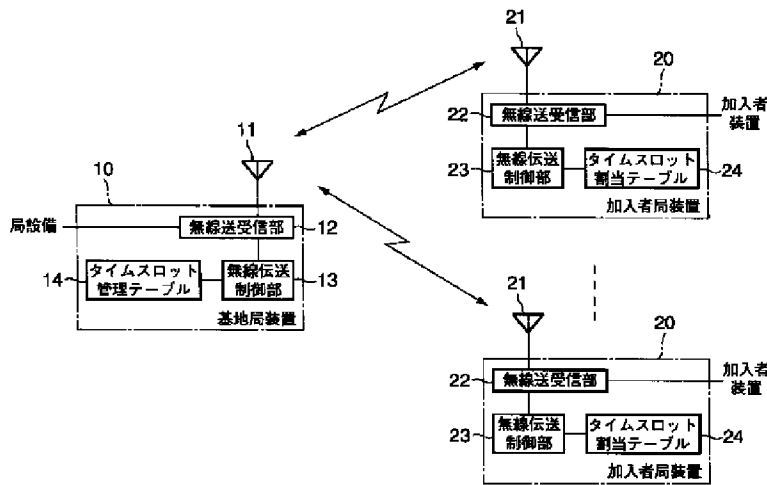 21
20
22
無線送受信部
加入者
装置
23
無線伝送
制御部
タイムスロット
割当テーブル
24
加入者局装置
11
10
局設備
無線送受信部
12
14
タイムスロット
管理テーブル
無線伝送
制御部
13
基地局装置
21
20
22
無線送受信部
加入者
装置
23
無線伝送
制御部
タイムスロット
割当テーブル
24
加入者局装置